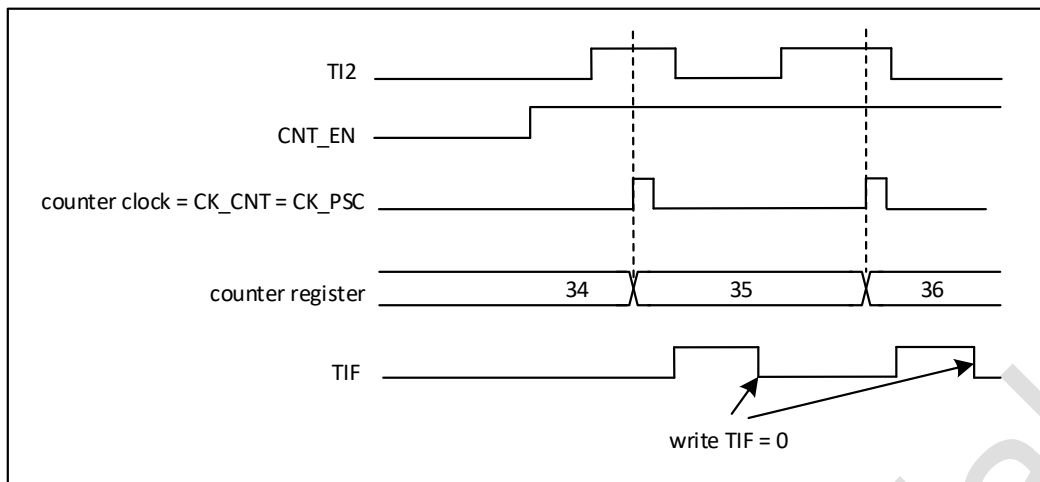 TI2
CNT_EN
counter clock = CK_CNT = CK_PSC
counter register
34
35
36
TIF
write TIF = 0